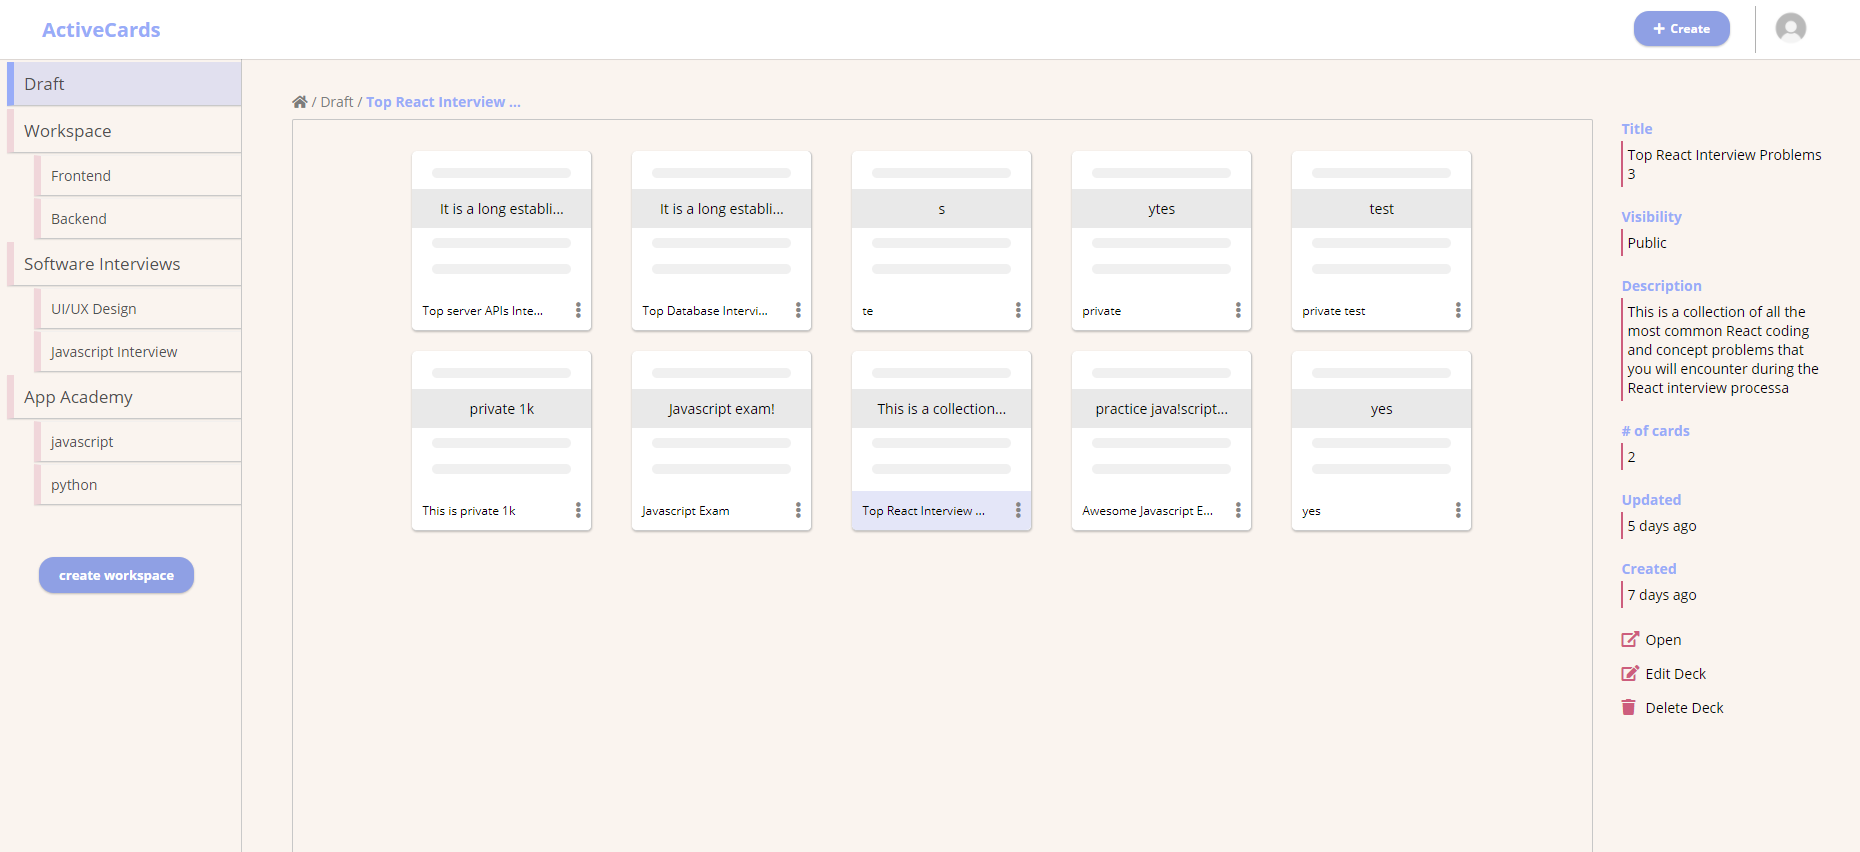 ActiveCards
Create
Draft
Workspace
Frontend
Backend
Software Interviews
UI/UX Design
Javascript Interview
App Academy
javascript
python
create workspace
/ Draft / Top React Interview ...
It is a long establi...
Top server APIs Inte...
It is a long establi...
Top Database Intervi...
s
te
ytes
private
test
private test
private 1k
This is private 1k
Javascript exam!
Javascript Exam
This is a collection...
Top React Interview ...
practice java!script...
Awesome Javascript E...
yes
yes
Title
Top React Interview Problems
3
Visibility
Public
Description
This is a collection of all the
most common React coding
and concept problems that
you will encounter during the
React interview processa
# of cards
2
Updated
5 days ago
Created
7 days ago
Open
Edit Deck
Delete Deck